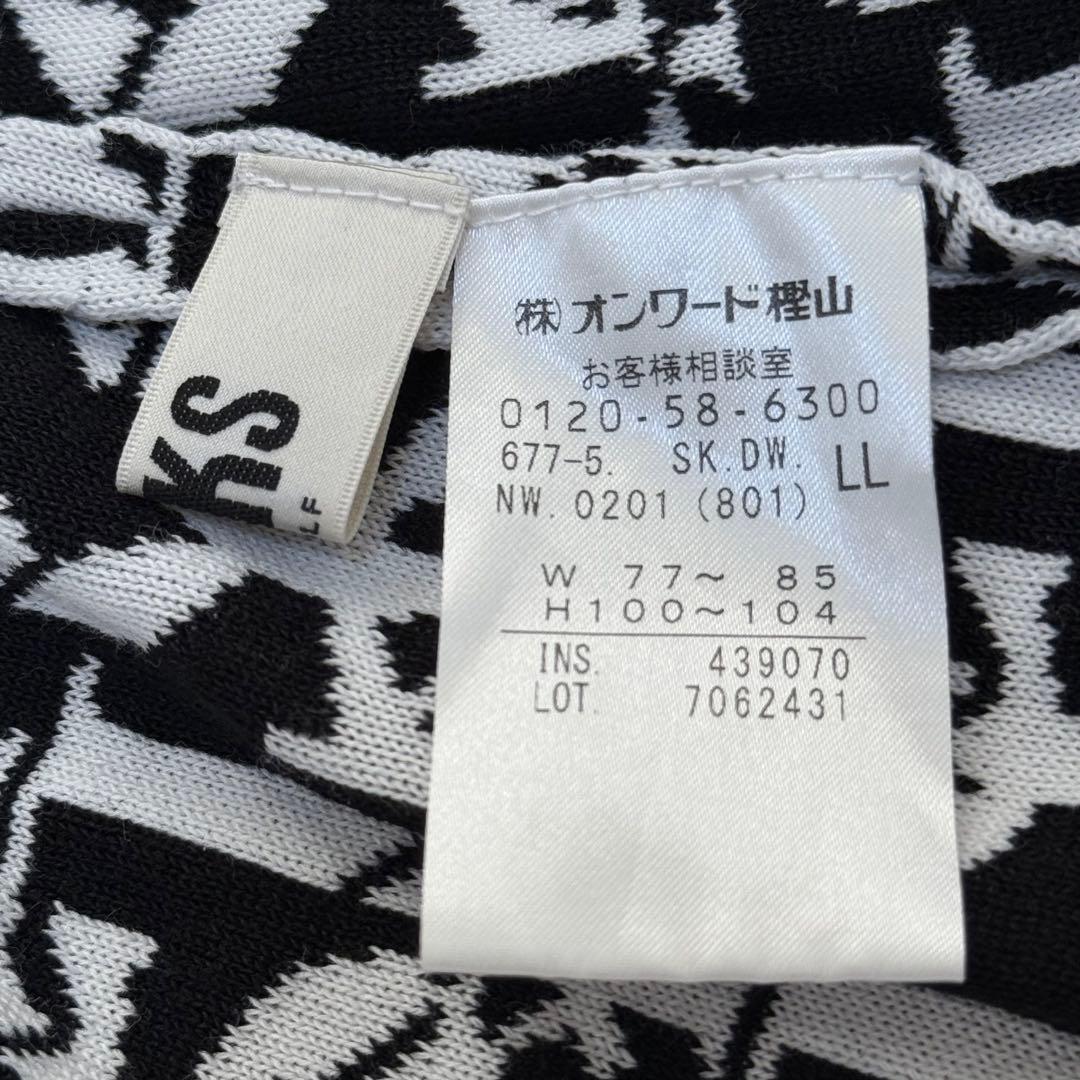 KS
LF
㈱オンワード樫山
お客様相談室
0120-58-6300
677-5. SK.DW. LL
NW. 0201 (801)
W 77～ 85
H100～104
INS. 439070
LOT. 7062431